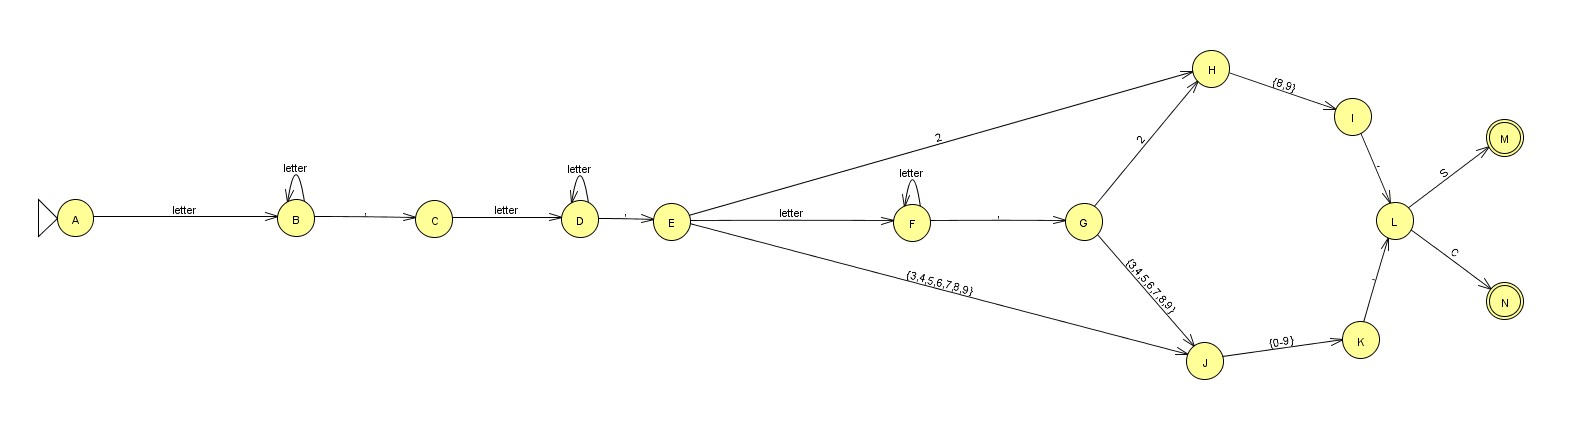 H
{8,9}
I
2
2
M
letter
letter
letter
-
S
A
letter
B
-
C
letter
D
-
E
letter
F
-
G
L
{3,4,5,6,7,8,9}
{3,4,5,6,7,8,9}
-
C
N
J
{0-9}
K